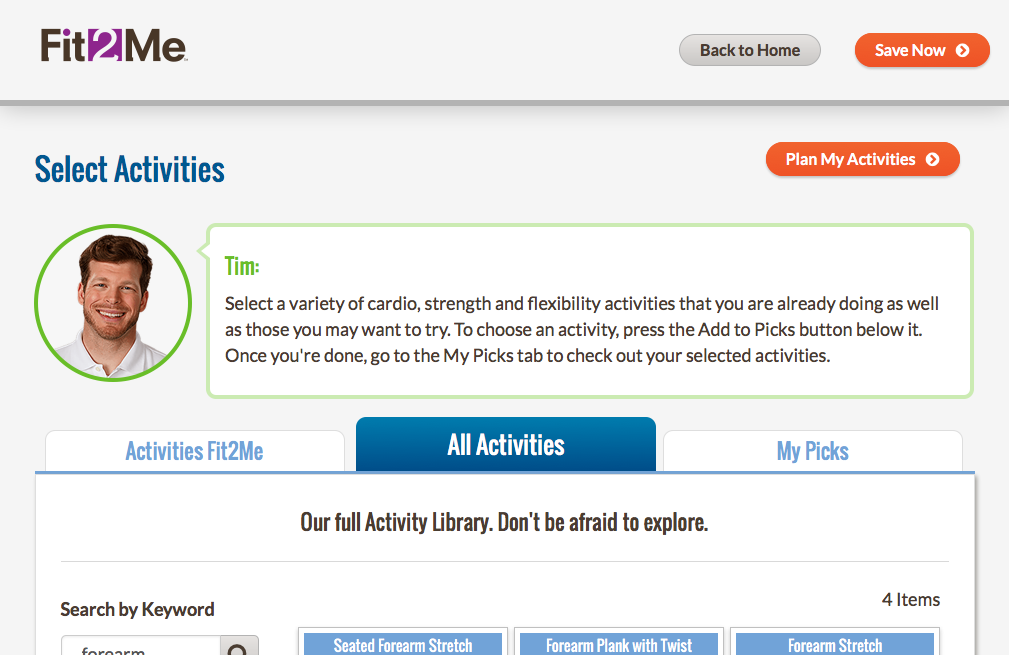 Fit2Me
Back to Home
Save Now
Select Activities
Plan My Activities
Tim:
Select a variety of cardio, strength and flexibility activities that you are already doing as well
as those you may want to try. To choose an activity, press the Add to Picks button below it.
Once you're done, go to the My Picks tab to check out your selected activities.
Activities Fit2Me
All Activities
My Picks
Our full Activity Library. Don't be afraid to explore.
4 Items
Search by Keyword
forearm
Seated Forearm Stretch
Forearm Plank with Twist
Forearm Stretch